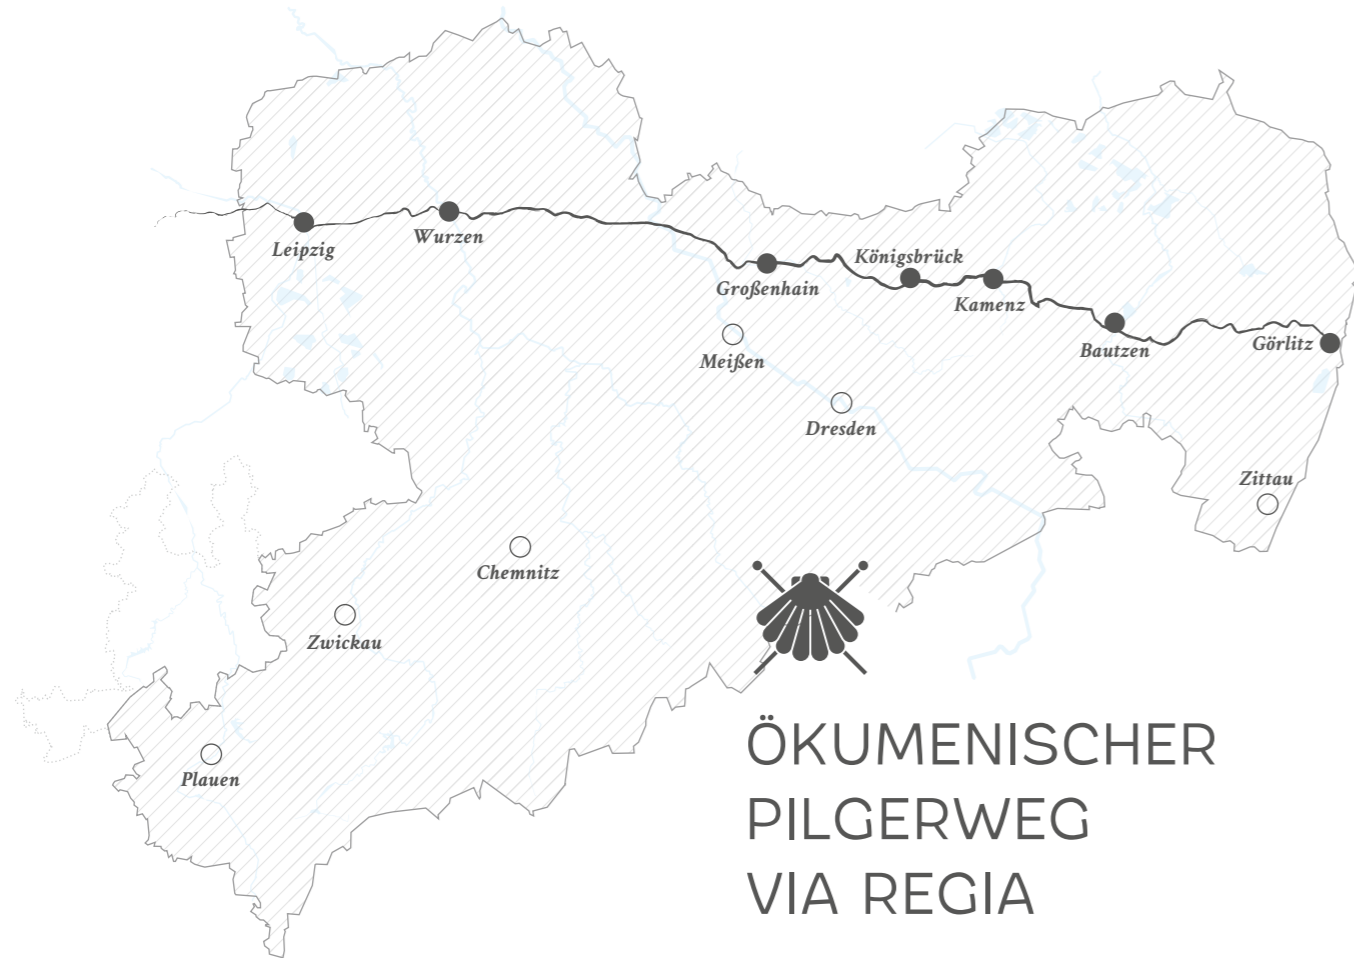 Leipzig
Wurzen
Großenhain
Königsbrück
Kamenz
Bautzen
Görlitz
Meißen
Dresden
Zittau
Chemnitz
Zwickau
Plauen
ÖKUMENISCHER
PILGERWEG
VIA REGIA